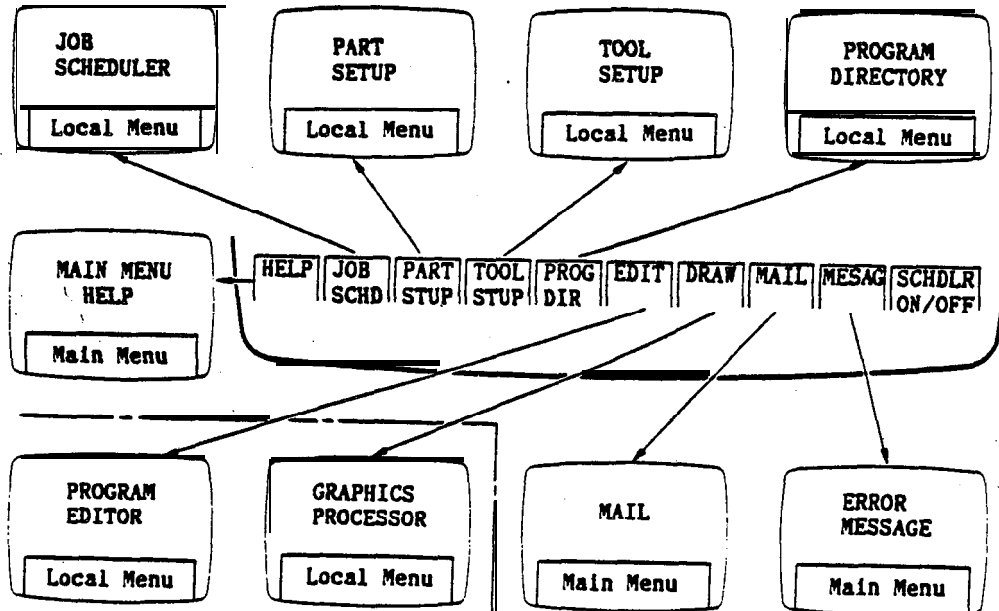 JOB
SCHEDULER
Local Menu
PART
SETUP
Local Menu
TOOL
SETUP
Local Menu
PROGRAM
DIRECTORY
Local Menu
MAIN MENU
HELP
Main Menu
HELP
JOB
SCHD
PART
STUP
TOOL
STUP
PROG
DIR
EDIT
DRAW
MAIL
MESAG
SCHDLR
ON/OFF
PROGRAM
EDITOR
Local Menu
GRAPHICS
PROCESSOR
Local Menu
MAIL
Main Menu
ERROR
MESSAGE
Main Menu